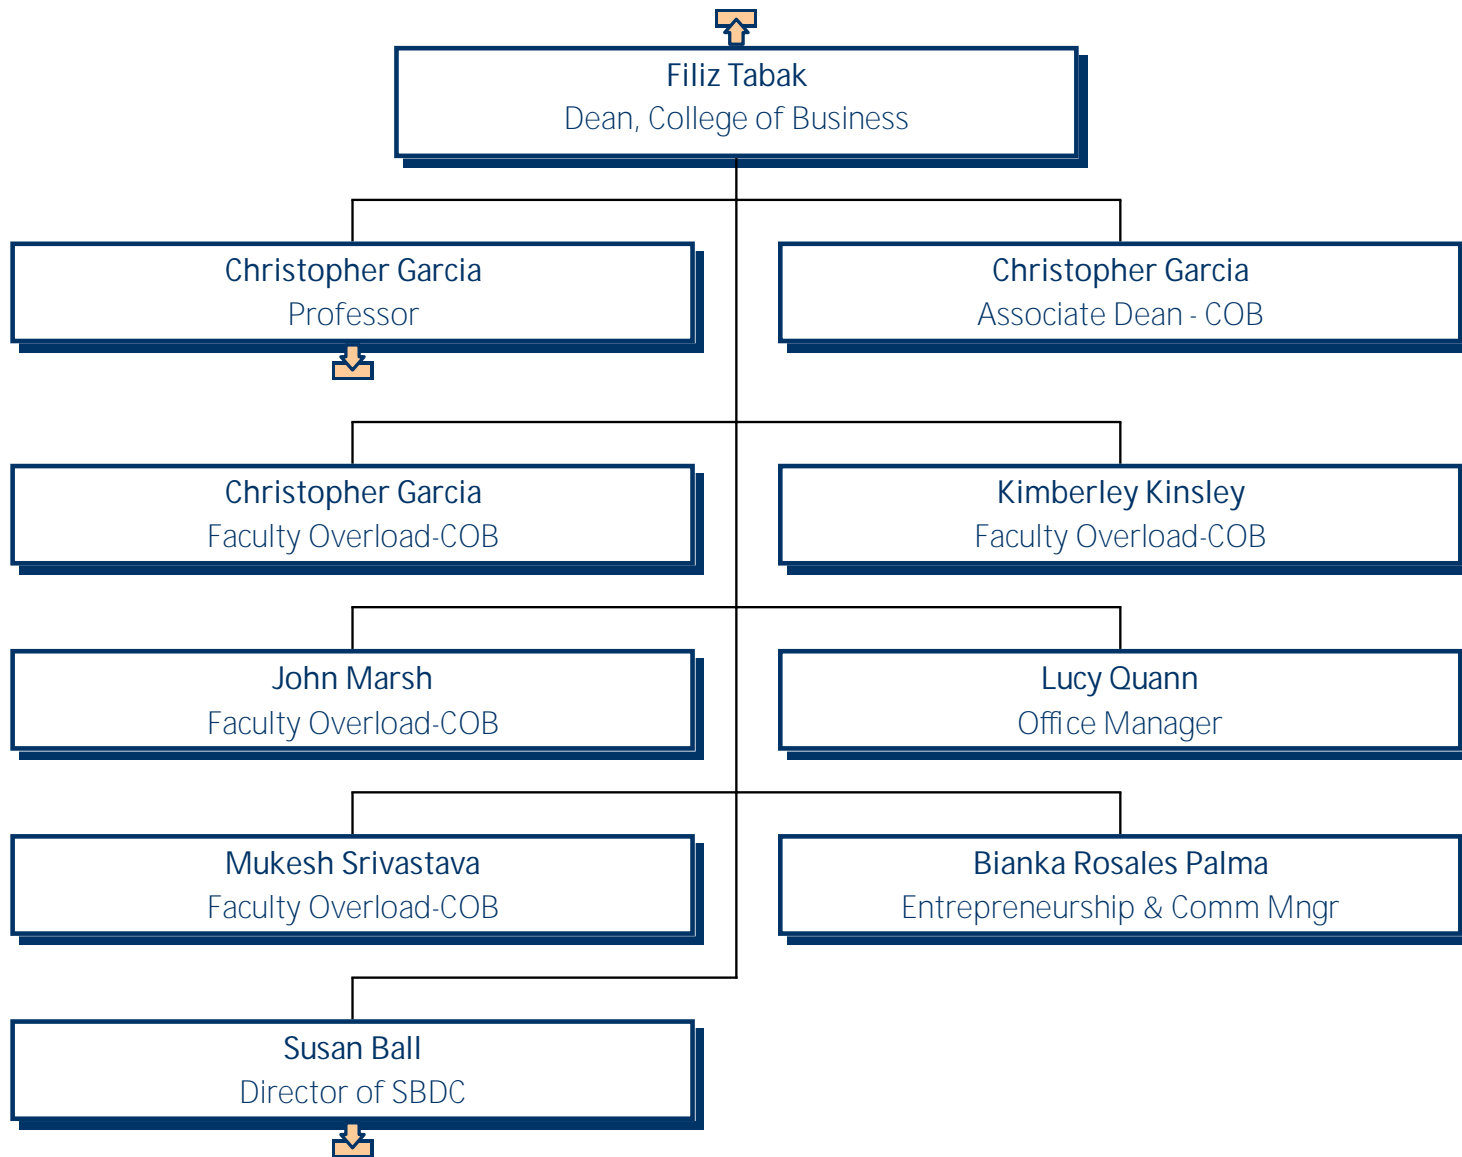 Filiz Tabak
Dean, College of Business
Christopher Garcia
Professor
Christopher Garcia
Associate Dean - COB
Christopher Garcia
Faculty Overload-COB
Kimberley Kinsley
Faculty Overload-COB
John Marsh
Faculty Overload-COB
Lucy Quann
Office Manager
Mukesh Srivastava
Faculty Overload-COB
Bianka Rosales Palma
Entrepreneurship & Comm Mngr
Susan Ball
Director of SBDC